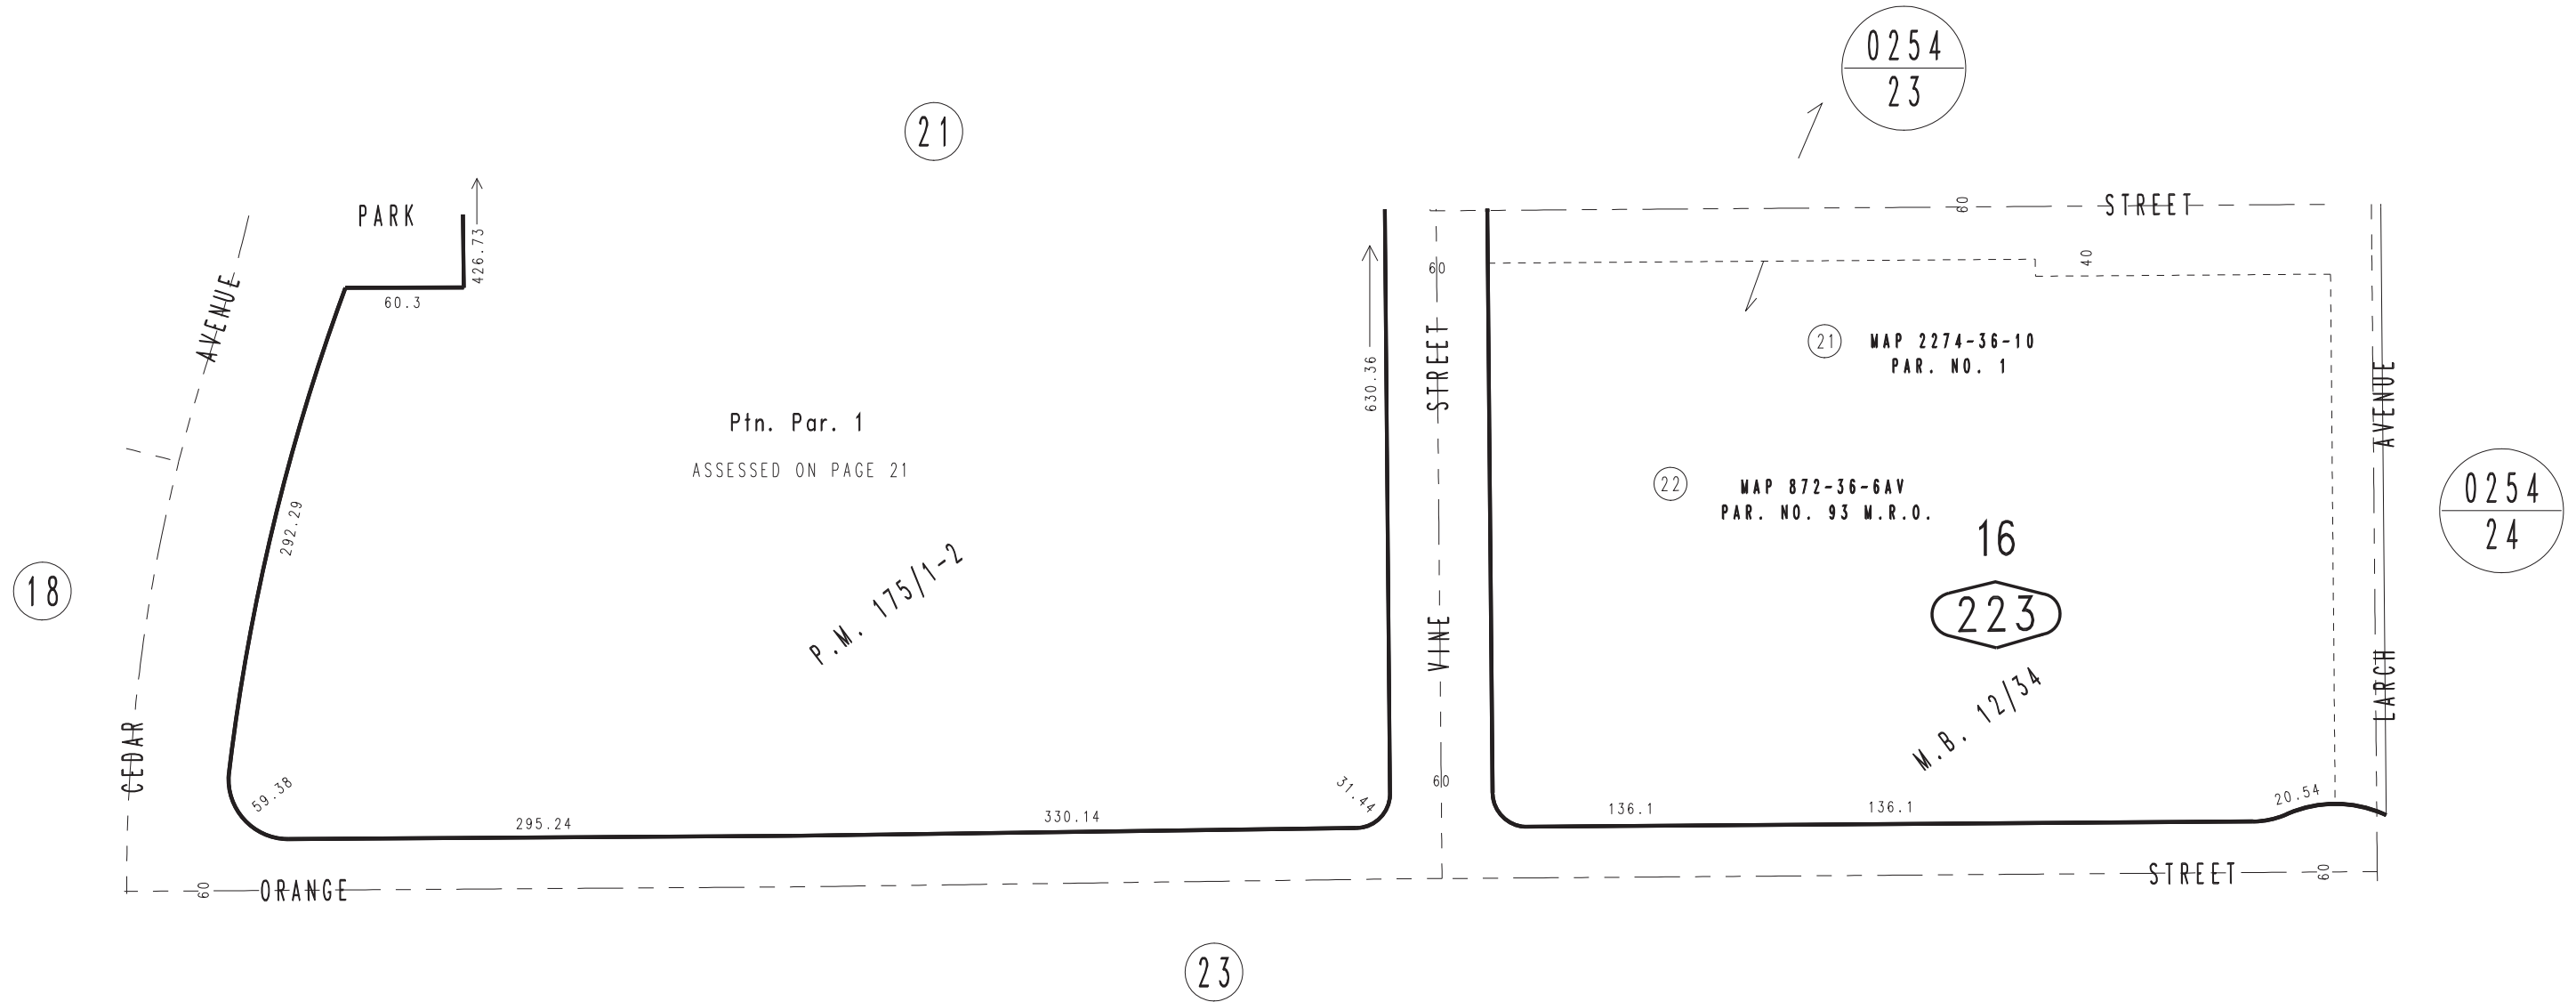 0254
23
21
PARK
STREET
60
426.73
60.3
AVENUE
60
40
630.36
STREET
21
MAP 2274-36-10
PAR. NO. 1
AVENUE
Ptn. Par. 1
ASSESSED ON PAGE 21
22
MAP 872-36-6AV
PAR. NO. 93 M.R.O.
0254
24
292.29
16
18
P.M. 175/1-2
223
VINE
LARCH
M.B. 12/34
CEDAR
59.38
31.44
60
295.24
330.14
136.1
136.1
20.54
60
ORANGE
STREET
60
23